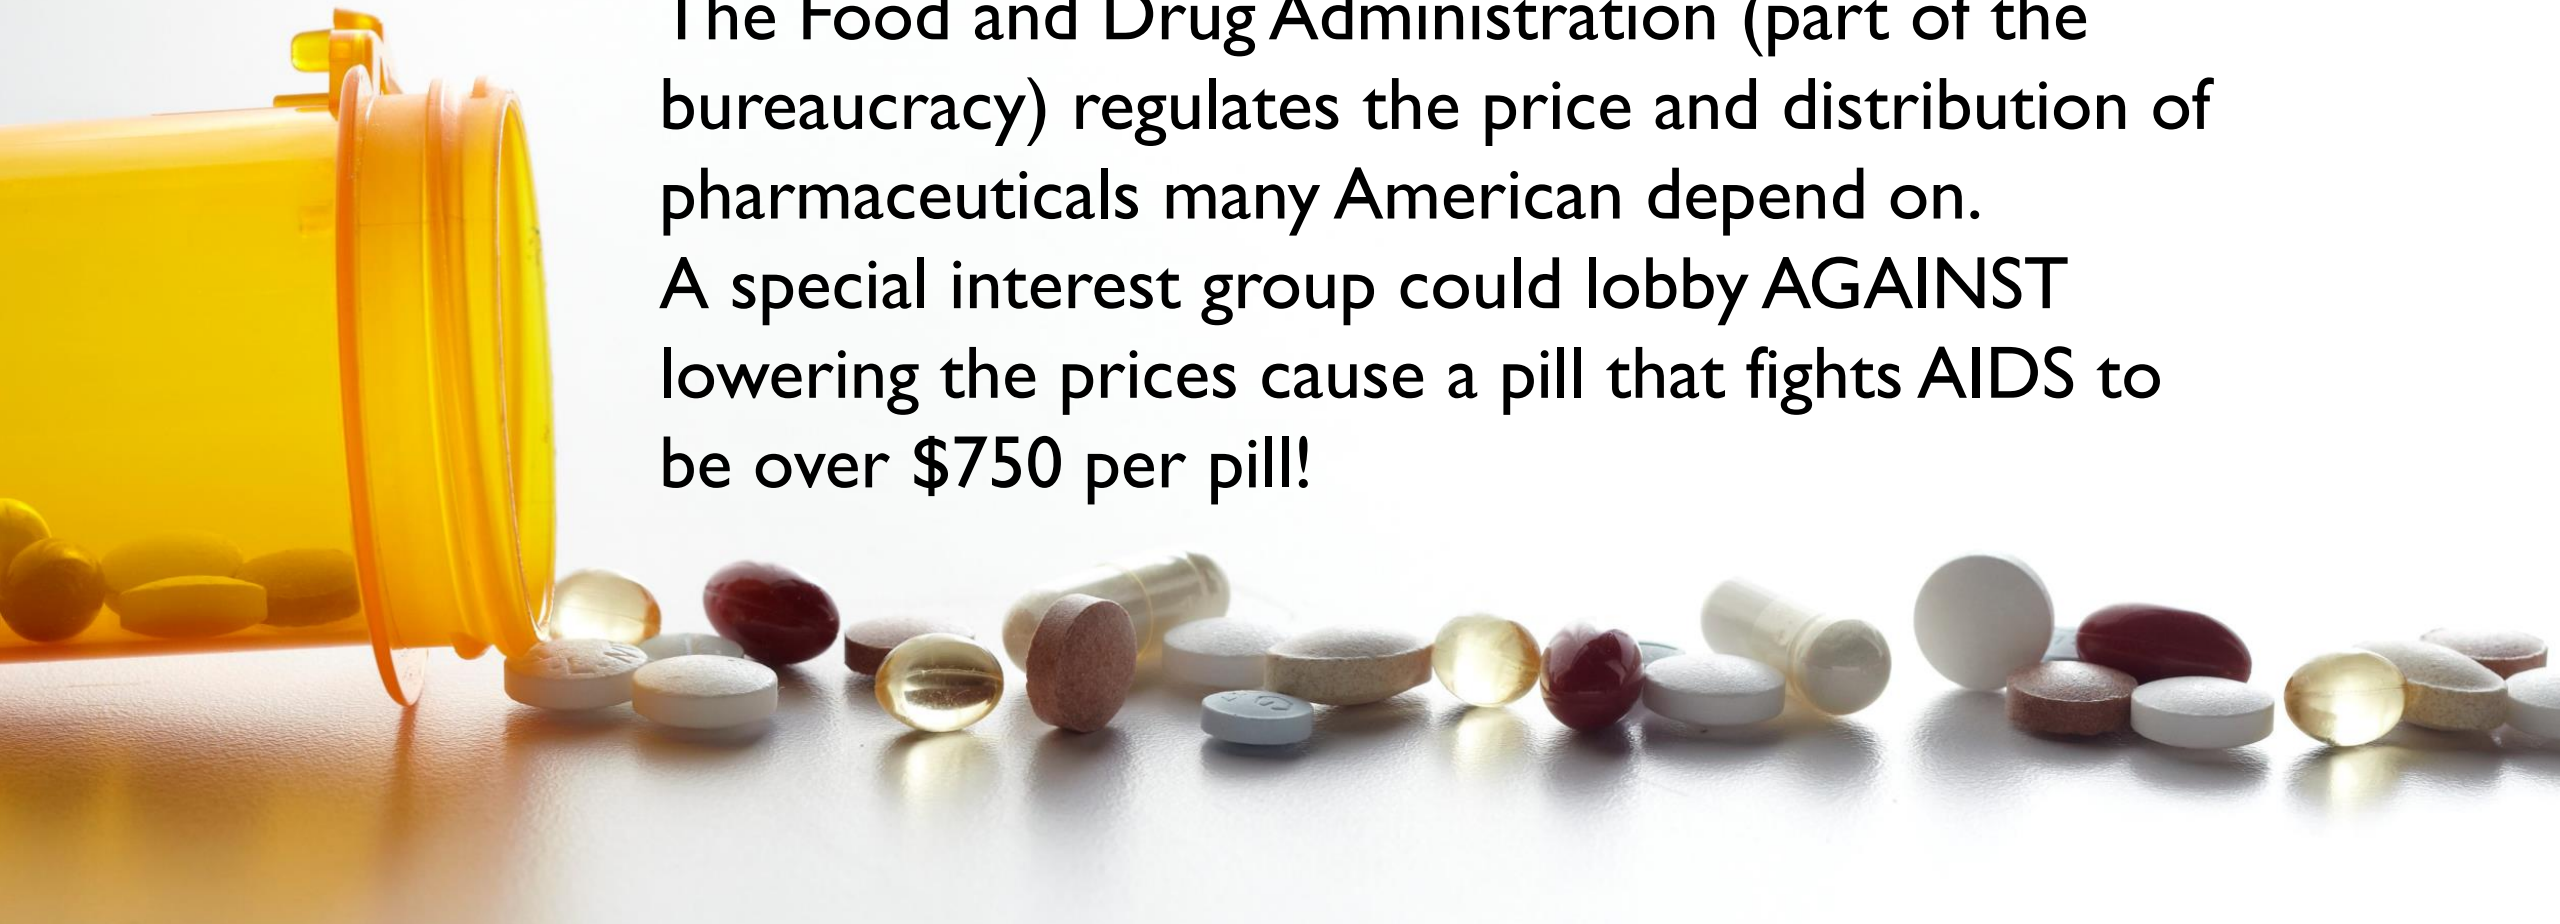 The Food and Drug Administration (part of the
bureaucracy) regulates the price and distribution of
pharmaceuticals many American depend on.
A special interest group could lobby AGAINST
lowering the prices cause a pill that fights AIDS to
be over $750 per pill!